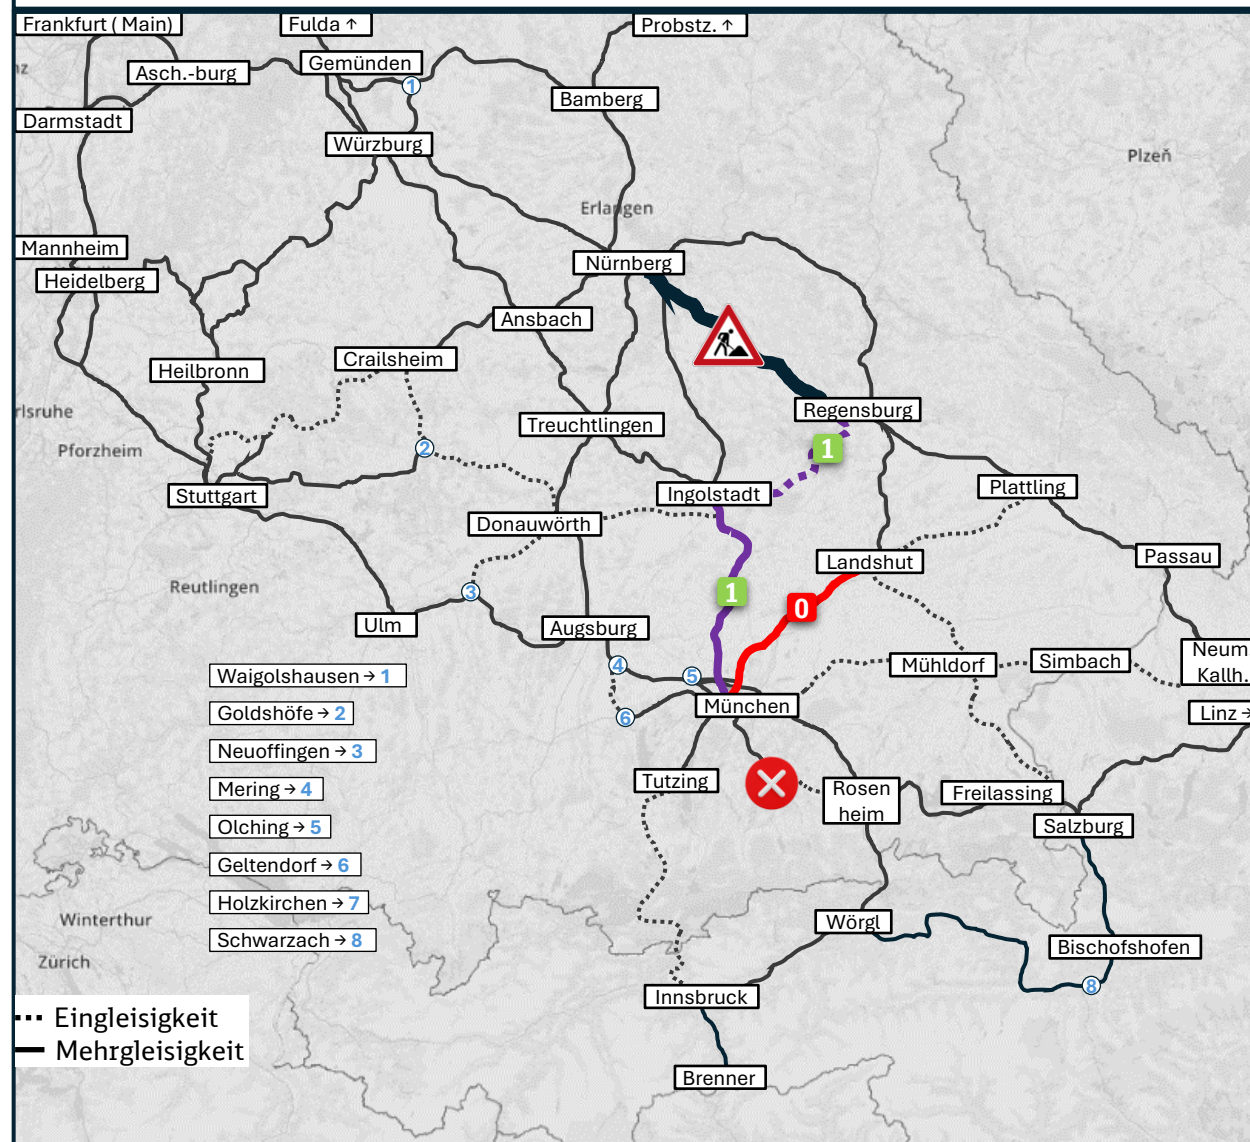 Frankfurt ( Main)
Fulda ↑
Probstz. ↑
Asch.-burg
Gemünden
1
Bamberg
Darmstadt
Würzburg
Plzeň
Erlangen
Mannheim
Nürnberg
Heidelberg
Ansbach
Crailsheim
Heilbronn
Regensburg
Treuchtlingen
Pforzheim
2
1
Stuttgart
Ingolstadt
Plattling
Donauwörth
Passau
Landshut
Reutlingen
3
1
0
Ulm
Augsburg
Neum
Kallh.
4
5
Mühldorf
Simbach
Waigolshausen → 1
München
Linz →
Goldshöfe → 2
6
Neuoffingen → 3
Tutzing
Rosen
heim
Freilassing
Mering → 4
Salzburg
Olching → 5
Geltendorf → 6
Holzkirchen → 7
Winterthur
Wörgl
Schwarzach → 8
Bischofshofen
Zürich
Innsbruck
8
Eingleisigkeit
Mehrgleisigkeit
Brenner